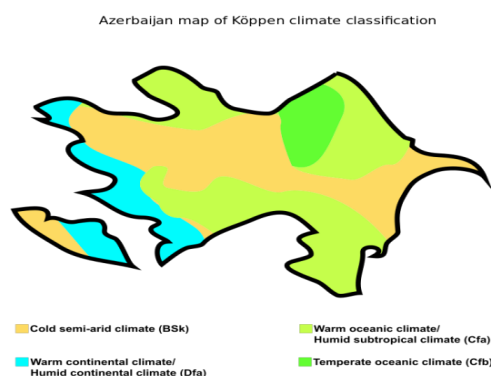 Azerbaijan map of Köppen climate classification
Cold semi-arid climate (BSk)
Warm continental climate/
Humid continental climate (Dfa)
Warm oceanic climate/
Humid subtropical climate (Cfa)
Temperate oceanic climate (Cfb)